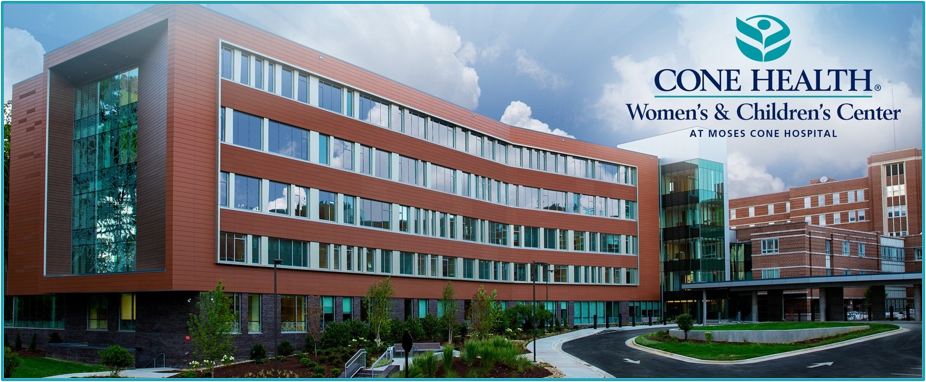 CONE HEALTH®
Women's & Children's Center
AT MOSES CONE HOSPITAL